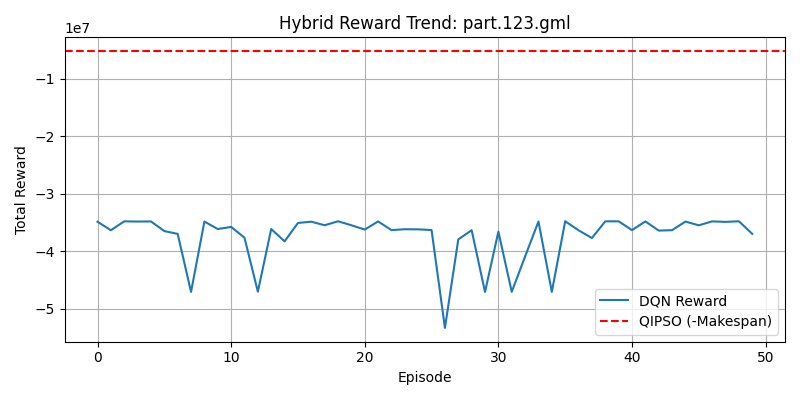 Hybrid Reward Trend: part.123.gml
1e7
−1
−2
−3
−4
−5
Total Reward
0 10 20 30 40 50
Episode
DQN Reward
QIPSO (-Makespan)